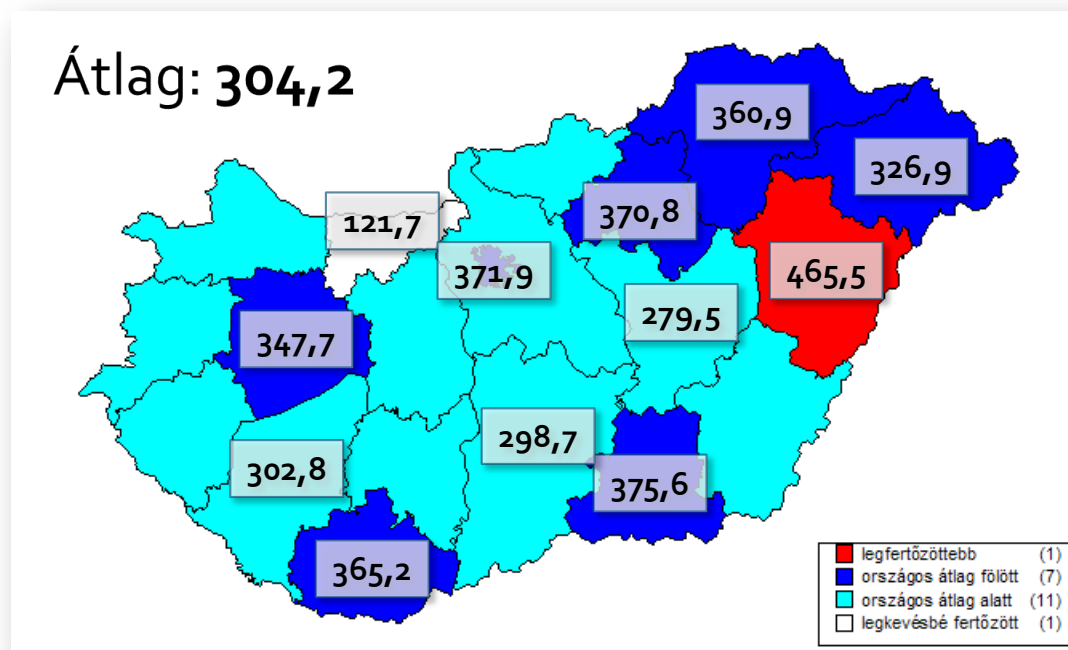 Átlag: 304,2
360,9
326,9
370,8
121,7
371,9
465,5
279,5
347,7
298,7
302,8
375,6
365,2
legfertőzöttebb (1)
országos átlag fölött (7)
országos átlag alatt (11)
legkevésbé fertőzött (1)